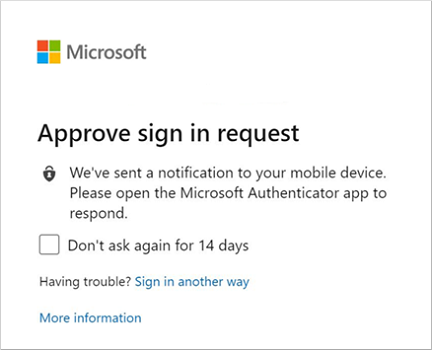 Microsoft
Approve sign in request
We've sent a notification to your mobile device.
Please open the Microsoft Authenticator app to
respond.
Don't ask again for 14 days
Having trouble? Sign in another way
More information